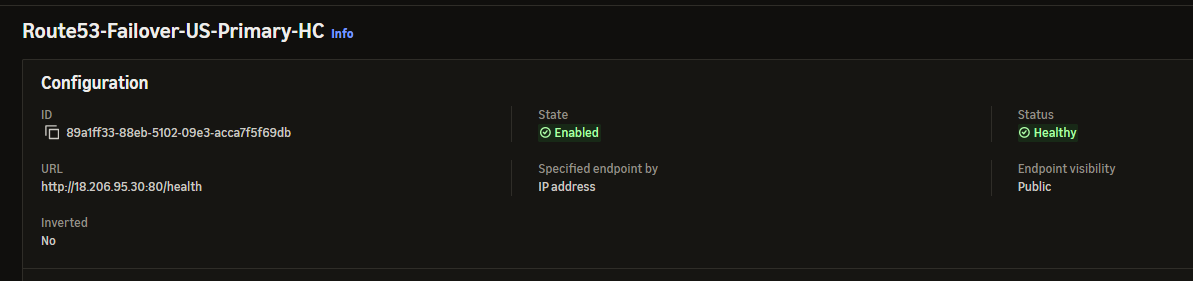 Route53-Failover-US-Primary-HC Info
Configuration
ID
89a1ff33-88eb-5102-09e3-acca7f5f69db
State
Enabled
Status
Healthy
URL
http://18.206.95.30:80/health
Specified endpoint by
IP address
Endpoint visibility
Public
Inverted
No